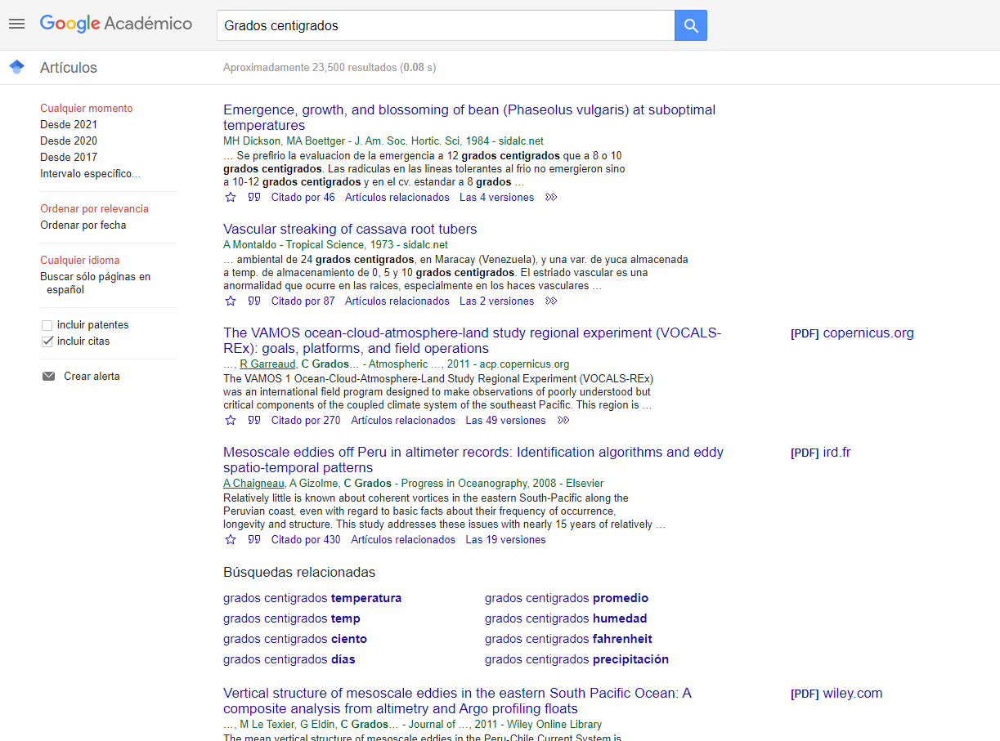 Google Académico
Grados centigrados
Artículos
Aproximadamente 23,500 resultados (0.08 s)
Cualquier momento
Desde 2021
Desde 2020
Desde 2017
Intervalo específico...
Ordenar por relevancia
Ordenar por fecha
Cualquier idioma
Buscar sólo páginas en
español
incluir patentes
incluir citas
Crear alerta
Emergence, growth, and blossoming of bean (Phaseolus vulgaris) at suboptimal
temperatures
MH Dickson, MA Boettger - J. Am. Soc. Hortic. Sci, 1984 - sidalc.net
… Se prefirio la evaluacion de la emergencia a 12 grados centigrados que a 8 o 10
grados centigrados. Las radiculas en las lineas tolerantes al frio no emergieron sino
a 10-12 grados centigrados y en el cv. estandar a 8 grados …
Citado por 46 Artículos relacionados Las 4 versiones
Vascular streaking of cassava root tubers
A Montaldo - Tropical Science, 1973 - sidalc.net
… ambiental de 24 grados centigrados, en Maracay (Venezuela), y una var. de yuca almacenada
a temp. de almacenamiento de 0, 5 y 10 grados centigrados. El estriado vascular es una
anormalidad que ocurre en las raices, especialmente en los haces vasculares …
Citado por 87 Artículos relacionados Las 2 versiones
The VAMOS ocean-cloud-atmosphere-land study regional experiment (VOCALS-
REx): goals, platforms, and field operations
[PDF] copernicus.org
…, R Garreaud, C Grados… - Atmospheric …, 2011 - acp.copernicus.org
The VAMOS 1 Ocean-Cloud-Atmosphere-Land Study Regional Experiment (VOCALS-REx)
was an international field program designed to make observations of poorly understood but
critical components of the coupled climate system of the southeast Pacific. This region is …
Citado por 270 Artículos relacionados Las 49 versiones
Mesoscale eddies off Peru in altimeter records: Identification algorithms and eddy
spatio-temporal patterns
[PDF] ird.fr
A Chaigneau, A Gizolme, C Grados - Progress in Oceanography, 2008 - Elsevier
Relatively little is known about coherent vortices in the eastern South-Pacific along the
Peruvian coast, even with regard to basic facts about their frequency of occurrence,
longevity and structure. This study addresses these issues with nearly 15 years of relatively …
Citado por 430 Artículos relacionados Las 19 versiones
Búsquedas relacionadas
grados centigrados temperatura
grados centigrados promedio
grados centigrados temp
grados centigrados humedad
grados centigrados ciento
grados centigrados fahrenheit
grados centigrados días
grados centigrados precipitación
Vertical structure of mesoscale eddies in the eastern South Pacific Ocean: A
composite analysis from altimetry and Argo profiling floats
[PDF] wiley.com
…, M Le Texier, G Eldin, C Grados… - Journal of …, 2011 - Wiley Online Library
The mean vertical structure of mesoscale eddies in the Peru-Chile Current System is